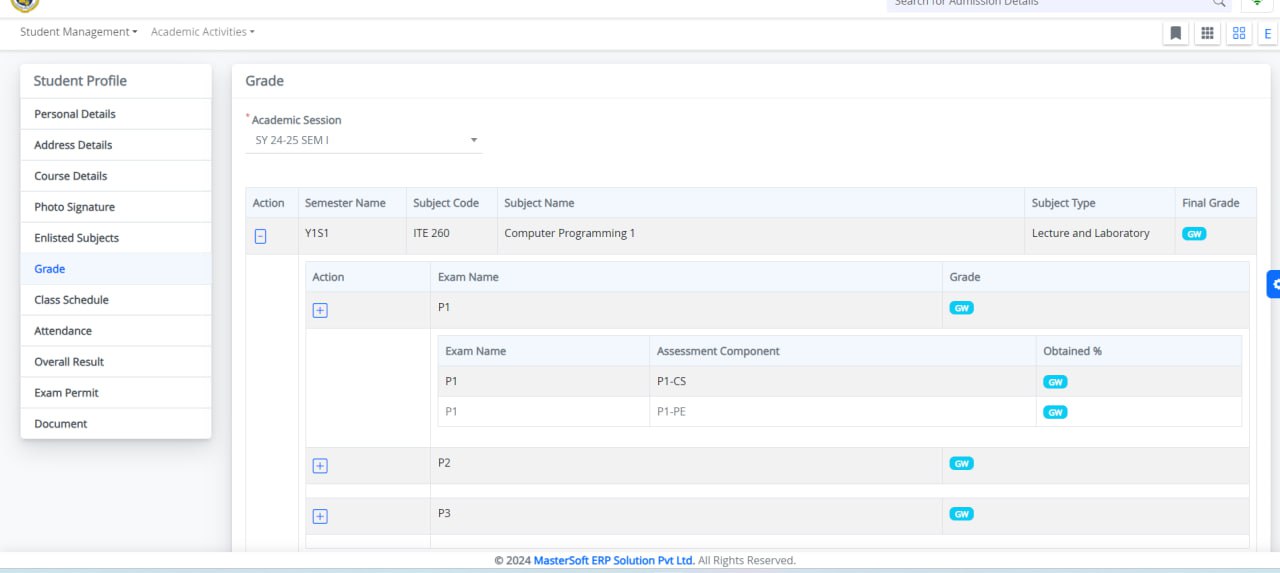 Search for Admission Details
Student Management Academic Activities E
Student Profile
Personal Details
Address Details
Course Details
Photo Signature
Enlisted Subjects
Grade
Class Schedule
Attendance
Overall Result
Exam Permit
Document
Grade
* Academic Session
SY 24-25 SEM I
Action Semester Name Subject Code Subject Name Subject Type Final Grade
Y1S1 ITE 260 Computer Programming 1 Lecture and Laboratory GW
Action Exam Name Grade
P1 GW
Exam Name Assessment Component Obtained %
P1 P1-CS GW
P1 P1-PE GW
P2 GW
P3 GW
© 2024 MasterSoft ERP Solution Pvt Ltd. All Rights Reserved.